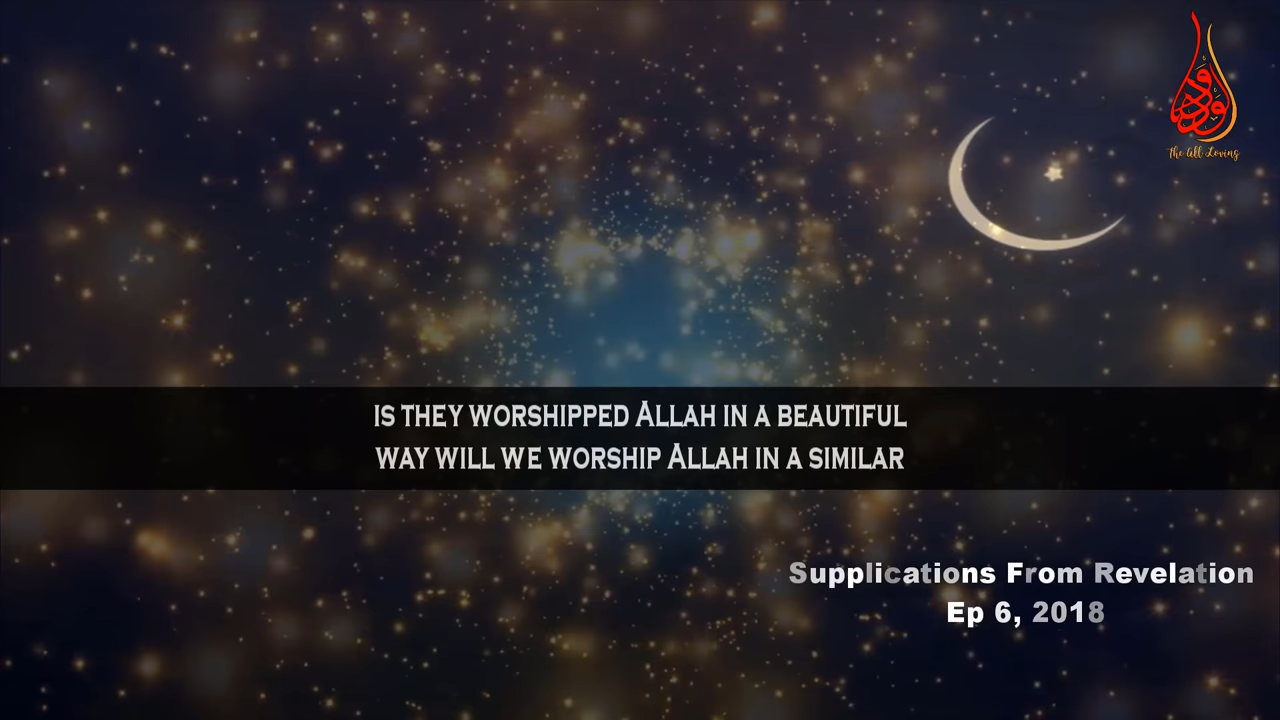 الودود
The All Loving
IS THEY WORSHIPPED ALLAH IN A BEAUTIFUL
WAY WILL WE WORSHIP ALLAH IN A SIMILAR
Supplications From Revelation
Ep 6, 2018